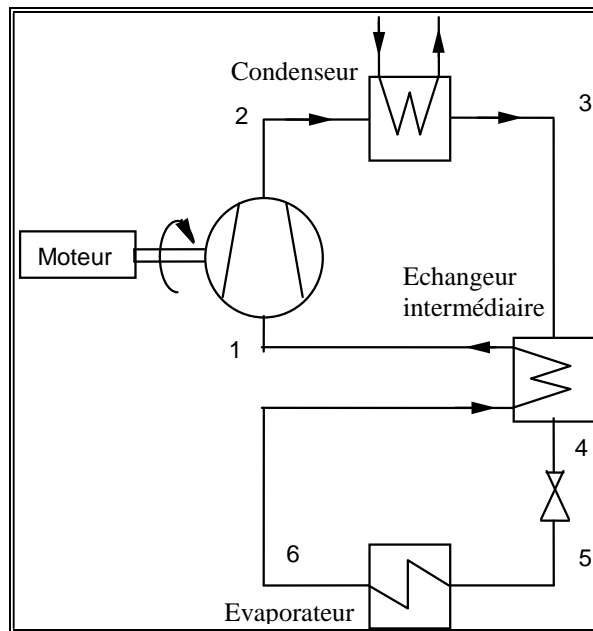 Condenseur
2
3
Moteur
Echangeur
intermédiaire
1
4
6
5
Evaporateur